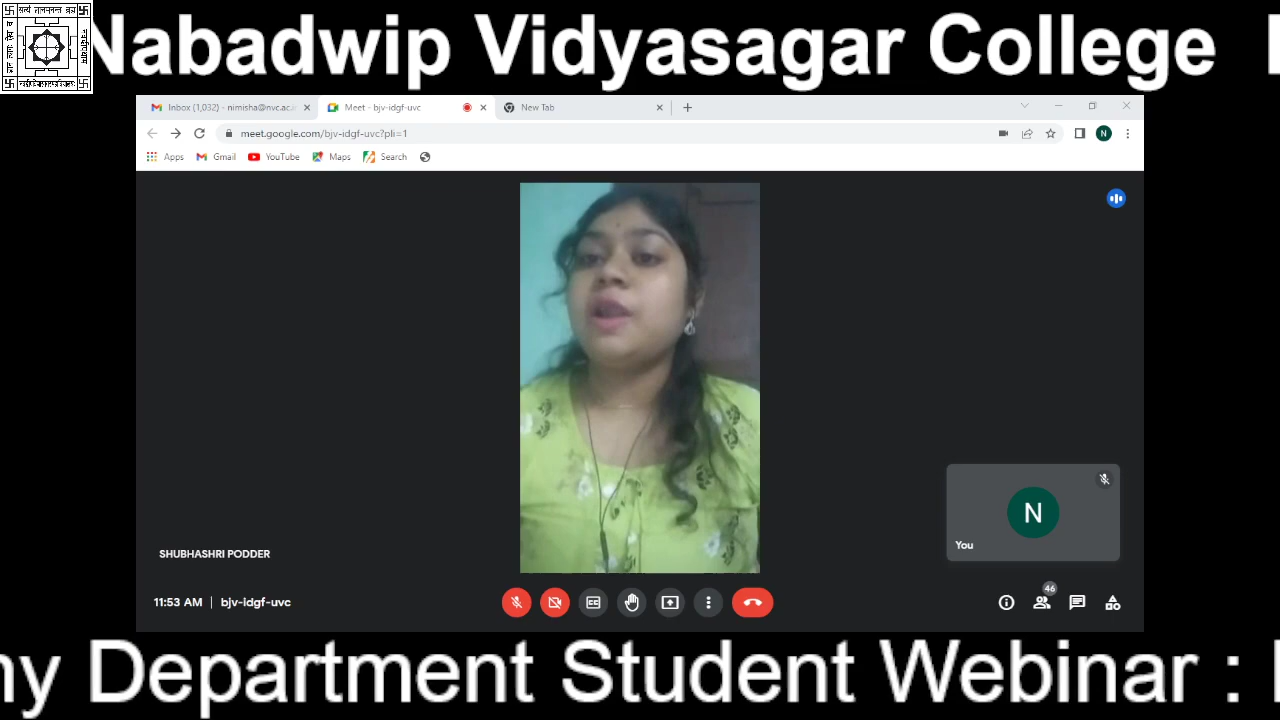 Nabadwip Vidyasagar College
Inbox (1,032) - nimisha@nvc.ac.i
Meet - bjv-idgf-uvc
New Tab
meet.google.com/bjv-idgf-uvc?pli=1
N
Apps
Gmail
YouTube
Maps
Search
N
You
SHUBHASHRI PODDER
11:53 AM | bjv-idgf-uvc
46
ny Department Student Webinar :